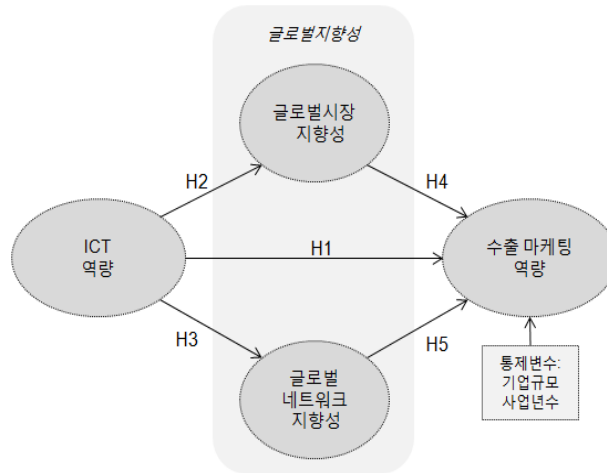 글로벌지향성
글로벌시장
지향성
H2
H4
ICT
역량
H1
수출 마케팅
역량
H3
H5
글로벌
네트워크
지향성
통제변수:
기업규모
사업년수